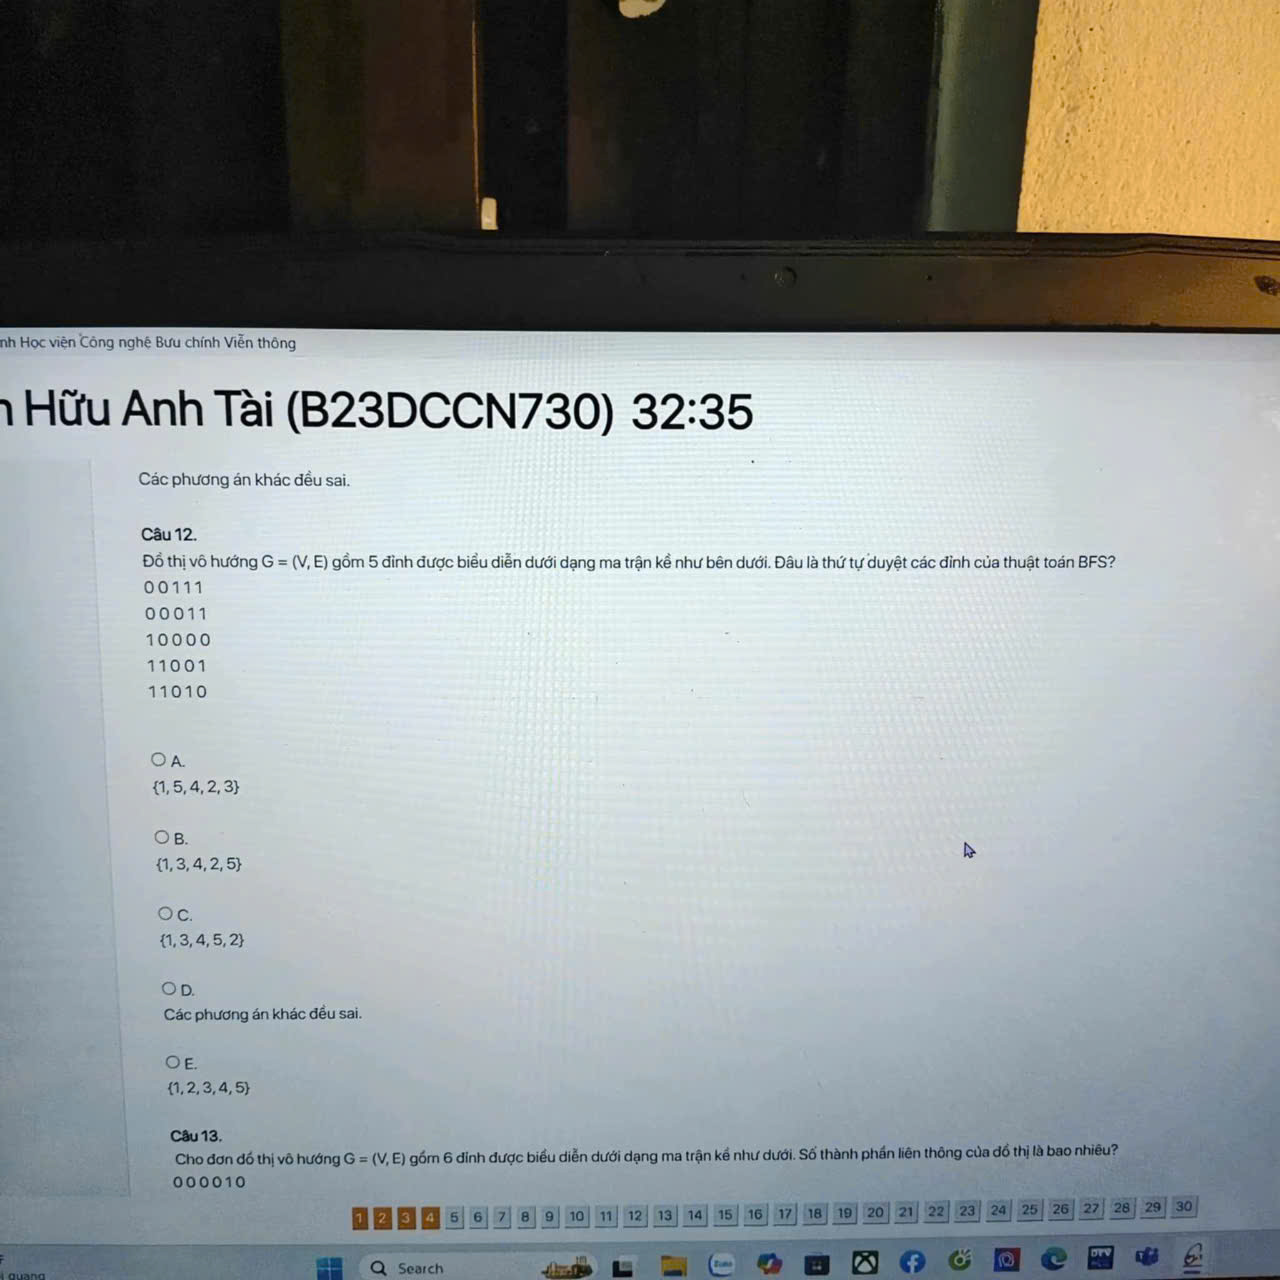 nh Học viện Công nghệ Bưu chính Viễn thông
Hữu Anh Tài (B23DCCN730) 32:35
Các phương án khác đều sai.
Câu 12.
Đồ thị vô hướng G = (V, E) gồm 5 đỉnh được biểu diễn dưới dạng ma trận kề như bên dưới. Đâu là thứ tự duyệt các đỉnh của thuật toán BFS?
0 0 1 1 1
0 0 0 1 1
1 0 0 0 0
1 1 0 0 1
1 1 0 1 0
A.
{1, 5, 4, 2, 3}
B.
{1, 3, 4, 2, 5}
C.
{1, 3, 4, 5, 2}
D.
Các phương án khác đều sai.
E.
{1, 2, 3, 4, 5}
Câu 13.
Cho đơn đồ thị vô hướng G = (V, E) gồm 6 đỉnh được biểu diễn dưới dạng ma trận kề như dưới. Số thành phần liên thông của đồ thị là bao nhiêu?
0 0 0 0 1 0
1 2 3 4 5 6 7 8 9 10 11 12 13 14 15 16 17 18 19 20 21 22 23 24 25 26 27 28 29 30
quang
Search